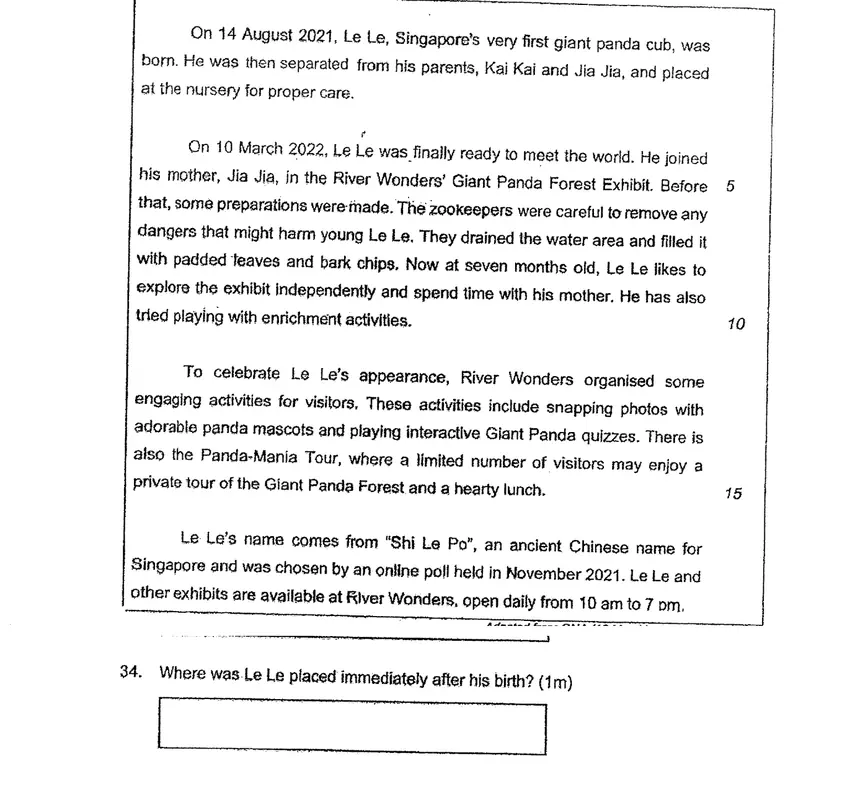 On 14 August 2021, Le Le, Singapore's very first giant panda cub, was
born. He was then separated from his parents, Kai Kai and Jia Jia, and placed
at the nursery for proper care.
On 10 March 2022, Le Le was finally ready to meet the world. He joined
his mother, Jia Jia, in the River Wonders' Giant Panda Forest Exhibit. Before 5
that, some preparations were made. The zookeepers were careful to remove any
dangers that might harm young Le Le. They drained the water area and filled it
with padded leaves and bark chips. Now at seven months old, Le Le likes to
explore the exhibit independently and spend time with his mother. He has also
tried playing with enrichment activities. 10
To celebrate Le Le's appearance, River Wonders organised some
engaging activities for visitors. These activities include snapping photos with
adorable panda mascots and playing interactive Giant Panda quizzes. There is
also the Panda-Mania Tour, where a limited number of visitors may enjoy a
private tour of the Giant Panda Forest and a hearty lunch. 15
Le Le's name comes from "Shi Le Po", an ancient Chinese name for
Singapore and was chosen by an online poll held in November 2021. Le Le and
other exhibits are available at River Wonders, open daily from 10 am to 7 pm.
34. Where was Le Le placed immediately after his birth? (1m)